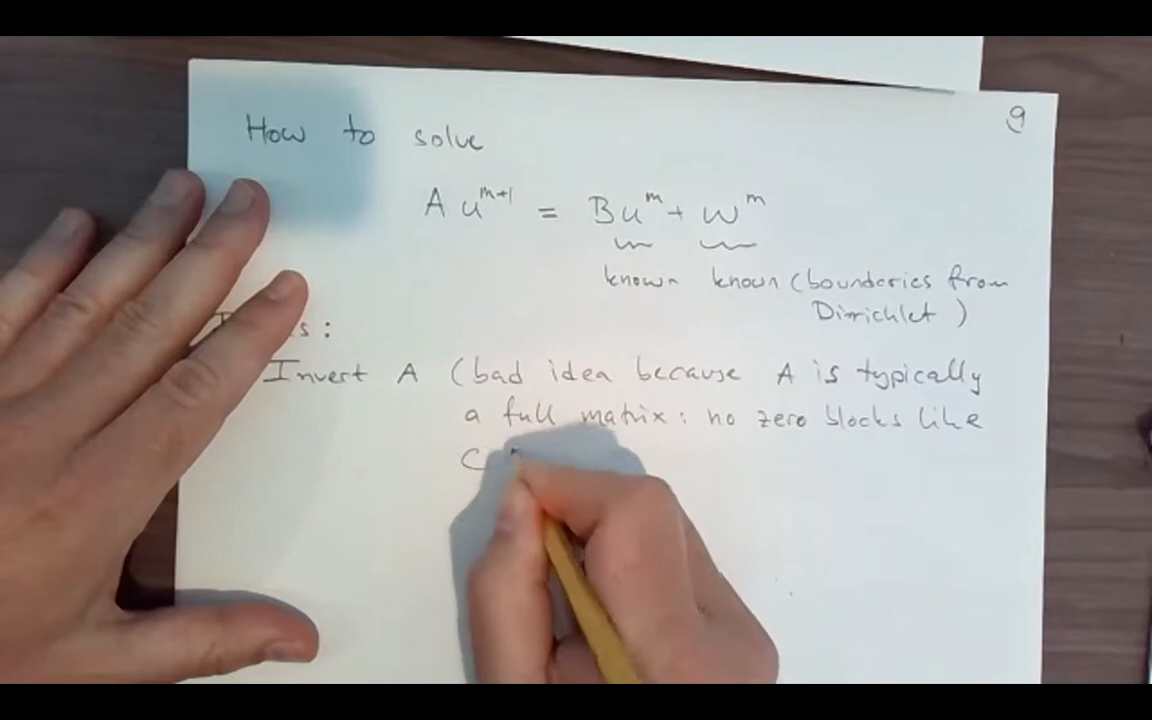 9
How to solve
A u^{m+1} = Bu^m + w^m
known known (boundaries from
Dirichlet )
s :
Invert A (bad idea because A is typically
a full matrix : no zero blocks like
C